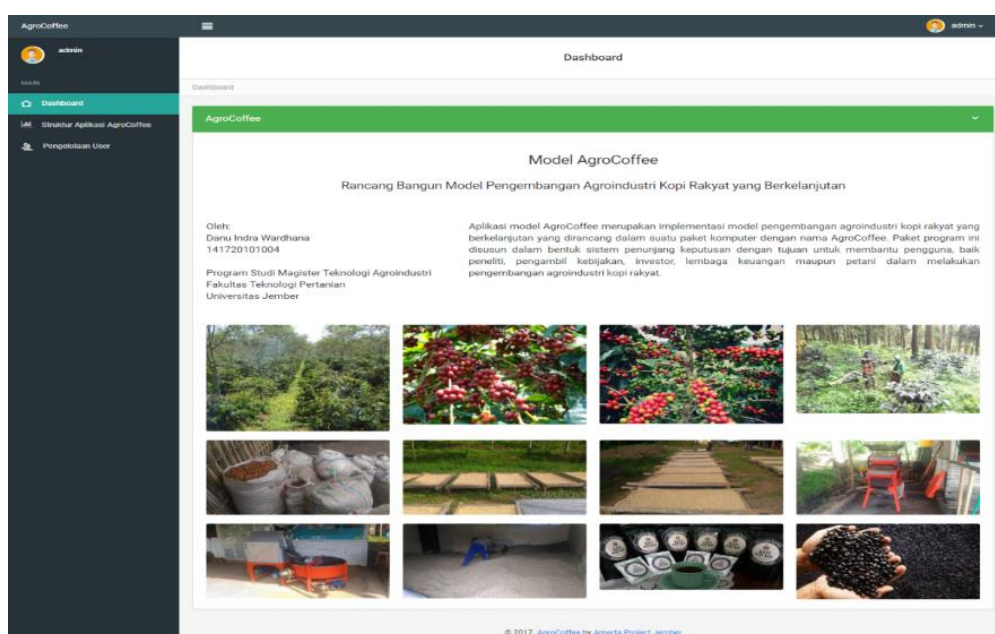 AgroCoffee
admin
admin
Dashboard
MAIN
Dashboard
Dashboard
Struktur Aplikasi AgroCoffee
Pengelolaan User
AgroCoffee
Model AgroCoffee
Rancang Bangun Model Pengembangan Agroindustri Kopi Rakyat yang Berkelanjutan
Oleh:
Danu Indra Wardhana
141720101004
Program Studi Magister Teknologi Agroindustri
Fakultas Teknologi Pertanian
Universitas Jember
Aplikasi model AgroCoffee merupakan implementasi model pengembangan agroindustri kopi rakyat yang
berkelanjutan yang dirancang dalam suatu paket komputer dengan nama AgroCoffee. Paket program ini
disusun dalam bentuk sistem penunjang keputusan dengan tujuan untuk membantu pengguna, baik
peneliti, pengambil kebijakan, investor, lembaga keuangan maupun petani dalam melakukan
pengembangan agroindustri kopi rakyat.
© 2017. AgroCoffee by Project Jember